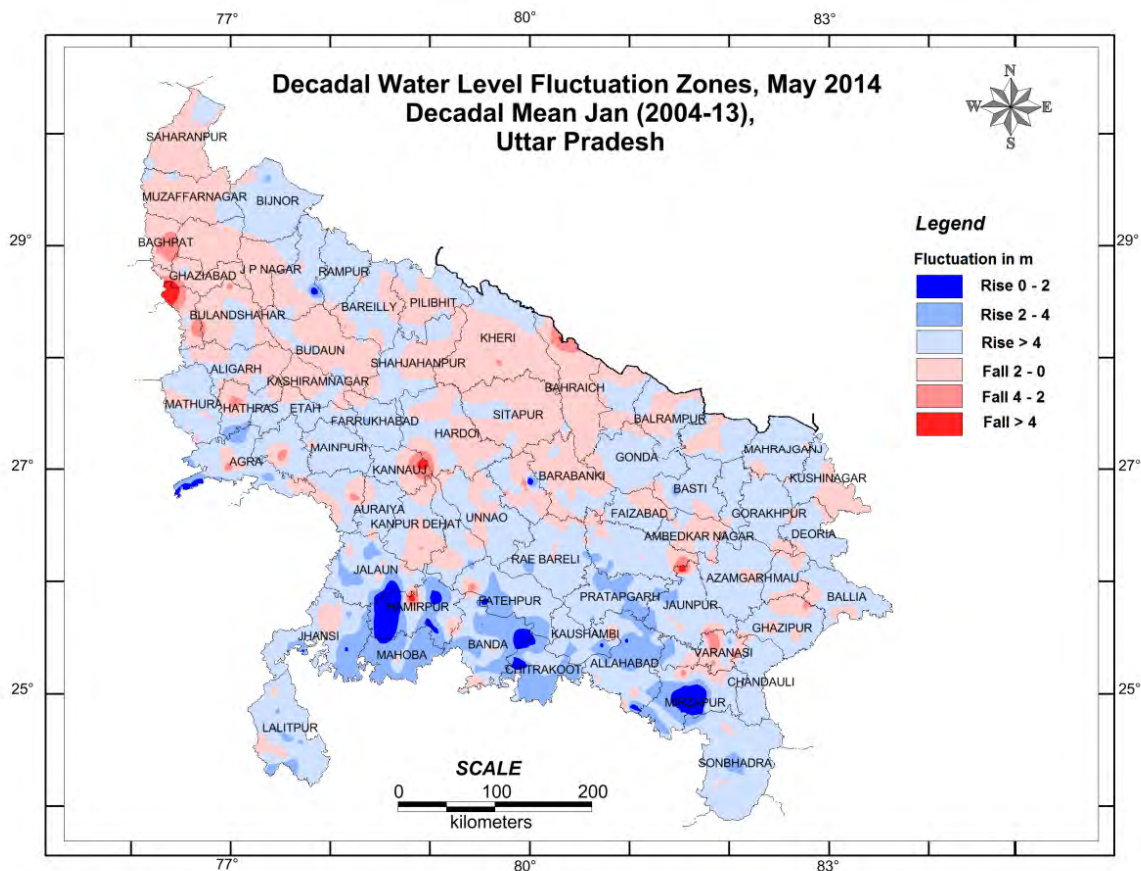 77°
80°
83°
Decadal Water Level Fluctuation Zones, May 2014
Decadal Mean Jan (2004-13),
Uttar Pradesh
N
W E
S
SAHARANPUR
MUZAFFARNAGAR
BIJNOR
29°
29°
BAGHPAT
GHAZIABAD
J P NAGAR
RAMPUR
BULANDSHAHAR
BAREILLY
PILIBHIT
KHERI
BUDAUN
SHAHJAHANPUR
ALIGARH
KASHIRAMNAGAR
BAHRAICH
MATHURA
HATHRAS
ETAH
FARRUKHABAD
SITAPUR
BALRAMPUR
HARDOI
MAINPURI
AGRA
KANNAUJ
GONDA
MAHRAJGANJ
27°
27°
BARABANKI
BASTI
KUSHINAGAR
AURAIYA
KANPUR DEHAT
UNNAO
FAIZABAD
GORAKHPUR
AMBEDKAR NAGAR
DEORIA
RAE BARELI
JALAUN
AZAMGARH
MAU
HAMIRPUR
FATEHPUR
PRATAPGARH
JAUNPUR
BALLIA
GHAZIPUR
JHANSI
MAHOBA
BANDA
KAUSHAMBI
VARANASI
CHITRAKOOT
ALLAHABAD
CHANDAULI
25°
25°
MIRZAPUR
LALITPUR
SONBHADRA
Legend
Fluctuation in m
Rise 0 - 2
Rise 2 - 4
Rise > 4
Fall 2 - 0
Fall 4 - 2
Fall > 4
SCALE
0 100 200
kilometers
77°
80°
83°